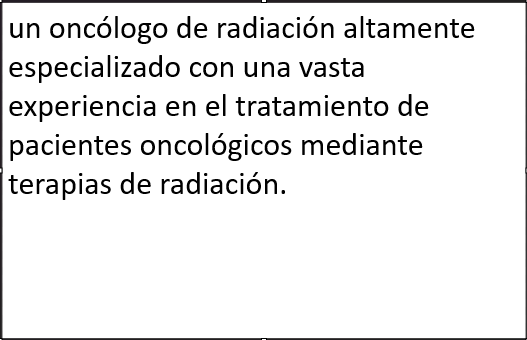 un oncólogo de radiación altamente
especializado con una vasta
experiencia en el tratamiento de
pacientes oncológicos mediante
terapias de radiación.